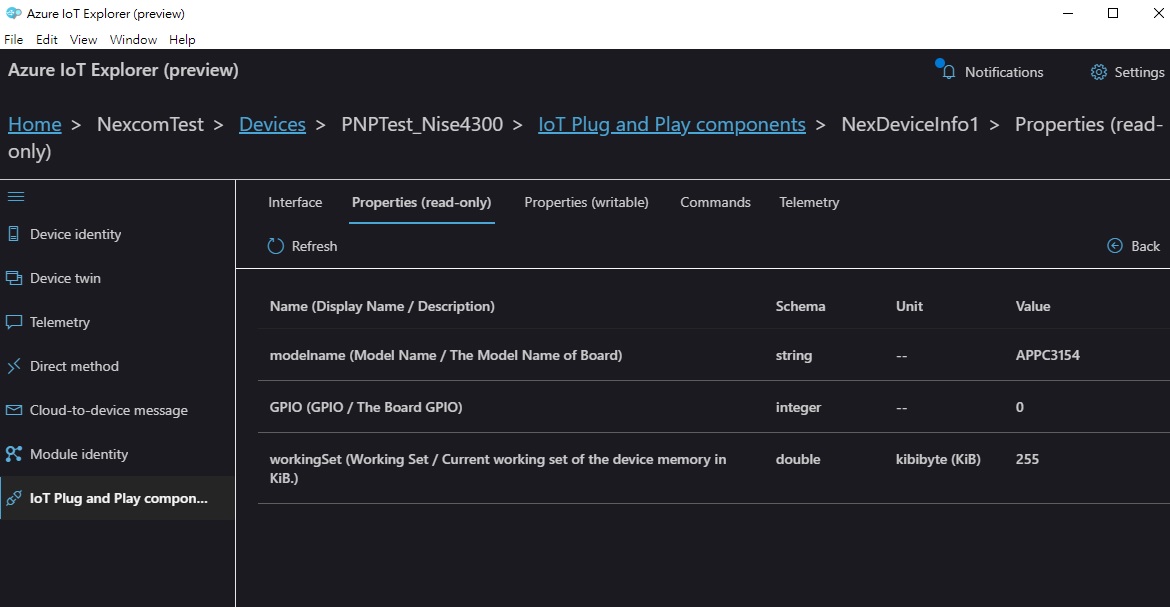 Azure IoT Explorer (preview)
File Edit View Window Help
Azure IoT Explorer (preview)
Notifications
Settings
Home > NexcomTest > Devices > PNPTest_Nise4300 > IoT Plug and Play components > NexDeviceInfo1 > Properties (read-
only)
Device identity
Device twin
Telemetry
Direct method
Cloud-to-device message
Module identity
IoT Plug and Play compon...
Interface Properties (read-only) Properties (writable) Commands Telemetry
Refresh
Back
Name (Display Name / Description) Schema Unit Value
modelname (Model Name / The Model Name of Board) string -- APPC3154
GPIO (GPIO / The Board GPIO) integer -- 0
workingSet (Working Set / Current working set of the device memory in double kibibyte (KiB) 255
KiB.)